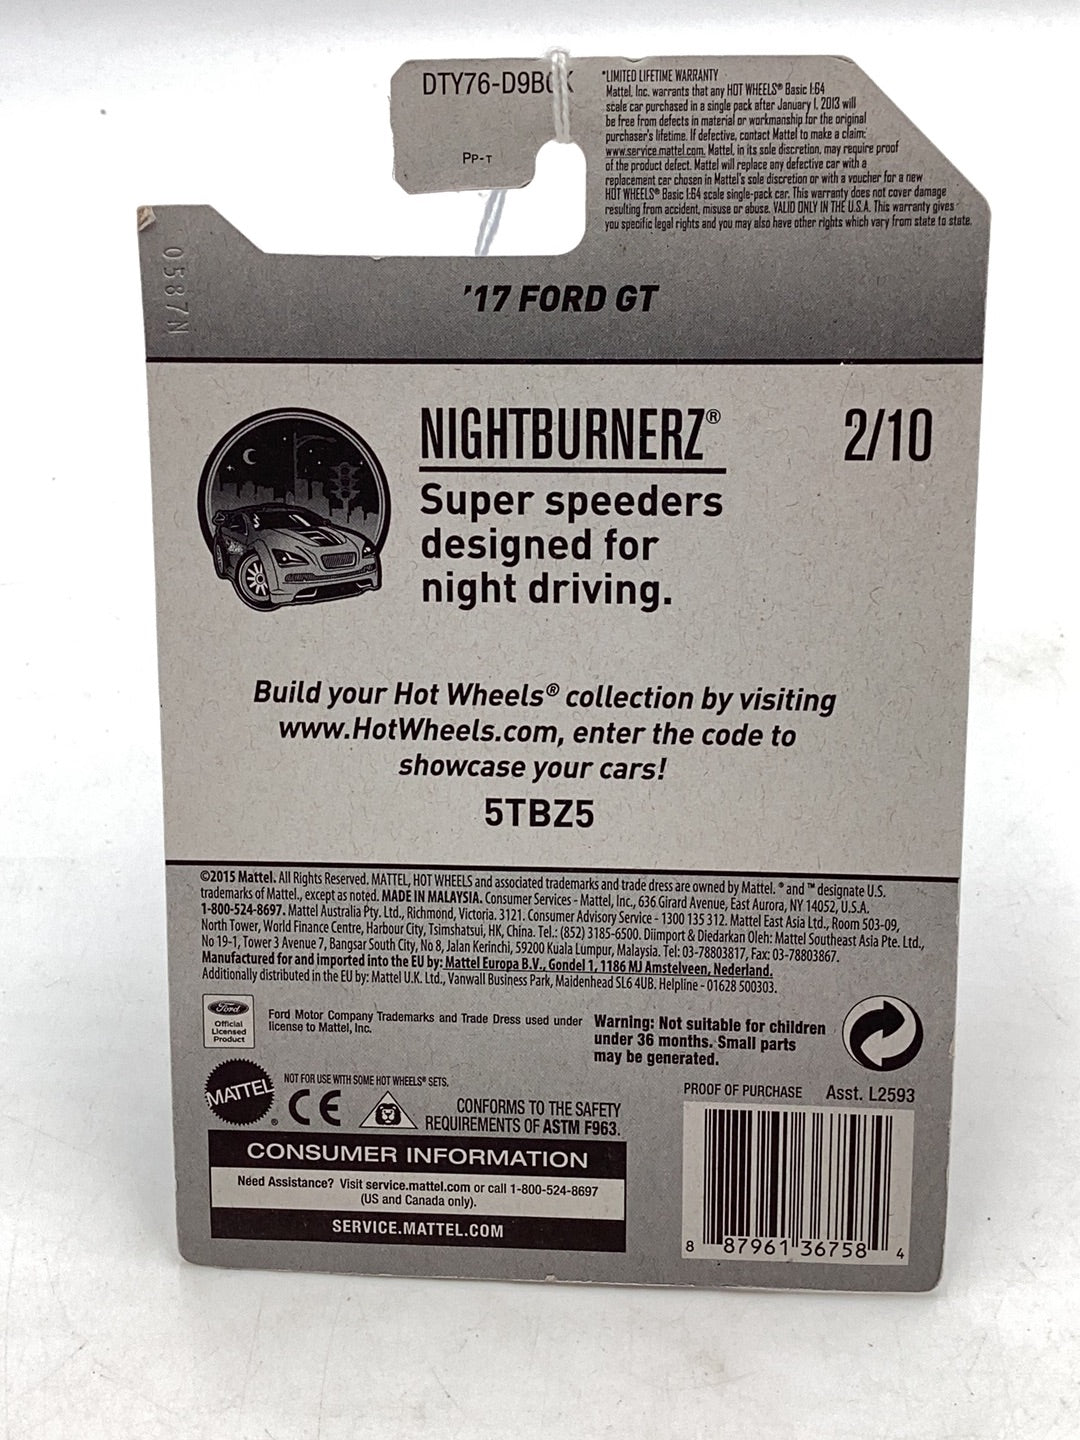 DTY76-D9B
PP-T
*LIMITED LIFETIME WARRANTY
Mattel, Inc. warrants that any HOT WHEELS® Basic 1:64
scale car purchased in a single pack after January 1, 2013 will
be free from defects in material or workmanship for the original
purchaser's lifetime. If defective, contact Mattel to make a claim:
www.service.mattel.com. Mattel, in its sole discretion, may require proof
of the product defect. Mattel will replace any defective car with a
replacement car chosen in Mattel's sole discretion or with a voucher for a new
HOT WHEELS® Basic 1:64 scale single-pack car. This warranty does not cover damage
resulting from accident, misuse or abuse. VALID ONLY IN THE U.S.A. This warranty gives
you specific legal rights and you may also have other rights which vary from state to state.
0587N
'17 FORD GT
NIGHTBURNERZ®
2/10
Super speeders
designed for
night driving.
Build your Hot Wheels® collection by visiting
www.HotWheels.com, enter the code to
showcase your cars!
5TBZ5
©2015 Mattel. All Rights Reserved. MATTEL, HOT WHEELS and associated trademarks and trade dress are owned by Mattel. ® and ™ designate U.S.
trademarks of Mattel., except as noted. MADE IN MALAYSIA. Consumer Services - Mattel, Inc., 636 Girard Avenue, East Aurora, NY 14052, U.S.A.
1-800-524-8697. Mattel Australia Pty. Ltd., Richmond, Victoria. 3121. Consumer Advisory Service - 1300 135 312. Mattel East Asia Ltd., Room 503-09,
North Tower, World Finance Centre, Harbour City, Tsimshatsui, HK, China. Tel.: (852) 3185-6500. Diimport & Diedarkan Oleh: Mattel Southeast Asia Pte. Ltd.,
No 19-1, Tower 3 Avenue 7, Bangsar South City, No 8, Jalan Kerinchi, 59200 Kuala Lumpur, Malaysia. Tel: 03-78803817, Fax: 03-78803867.
Manufactured for and imported into the EU by: Mattel Europa B.V., Gondel 1, 1186 MJ Amstelveen, Nederland.
Additionally distributed in the EU by: Mattel U.K. Ltd., Vanwall Business Park, Maidenhead SL6 4UB. Helpline - 01628 500303.
Ford
Official
Licensed
Product
Ford Motor Company Trademarks and Trade Dress used under
license to Mattel, Inc.
Warning: Not suitable for children
under 36 months. Small parts
may be generated.
MATTEL®
NOT FOR USE WITH SOME HOT WHEELS® SETS.
CE
CONFORMS TO THE SAFETY
REQUIREMENTS OF ASTM F963.
PROOF OF PURCHASE
Asst. L2593
CONSUMER INFORMATION
Need Assistance? Visit service.mattel.com or call 1-800-524-8697
(US and Canada only).
SERVICE.MATTEL.COM
8 87961 36758 4